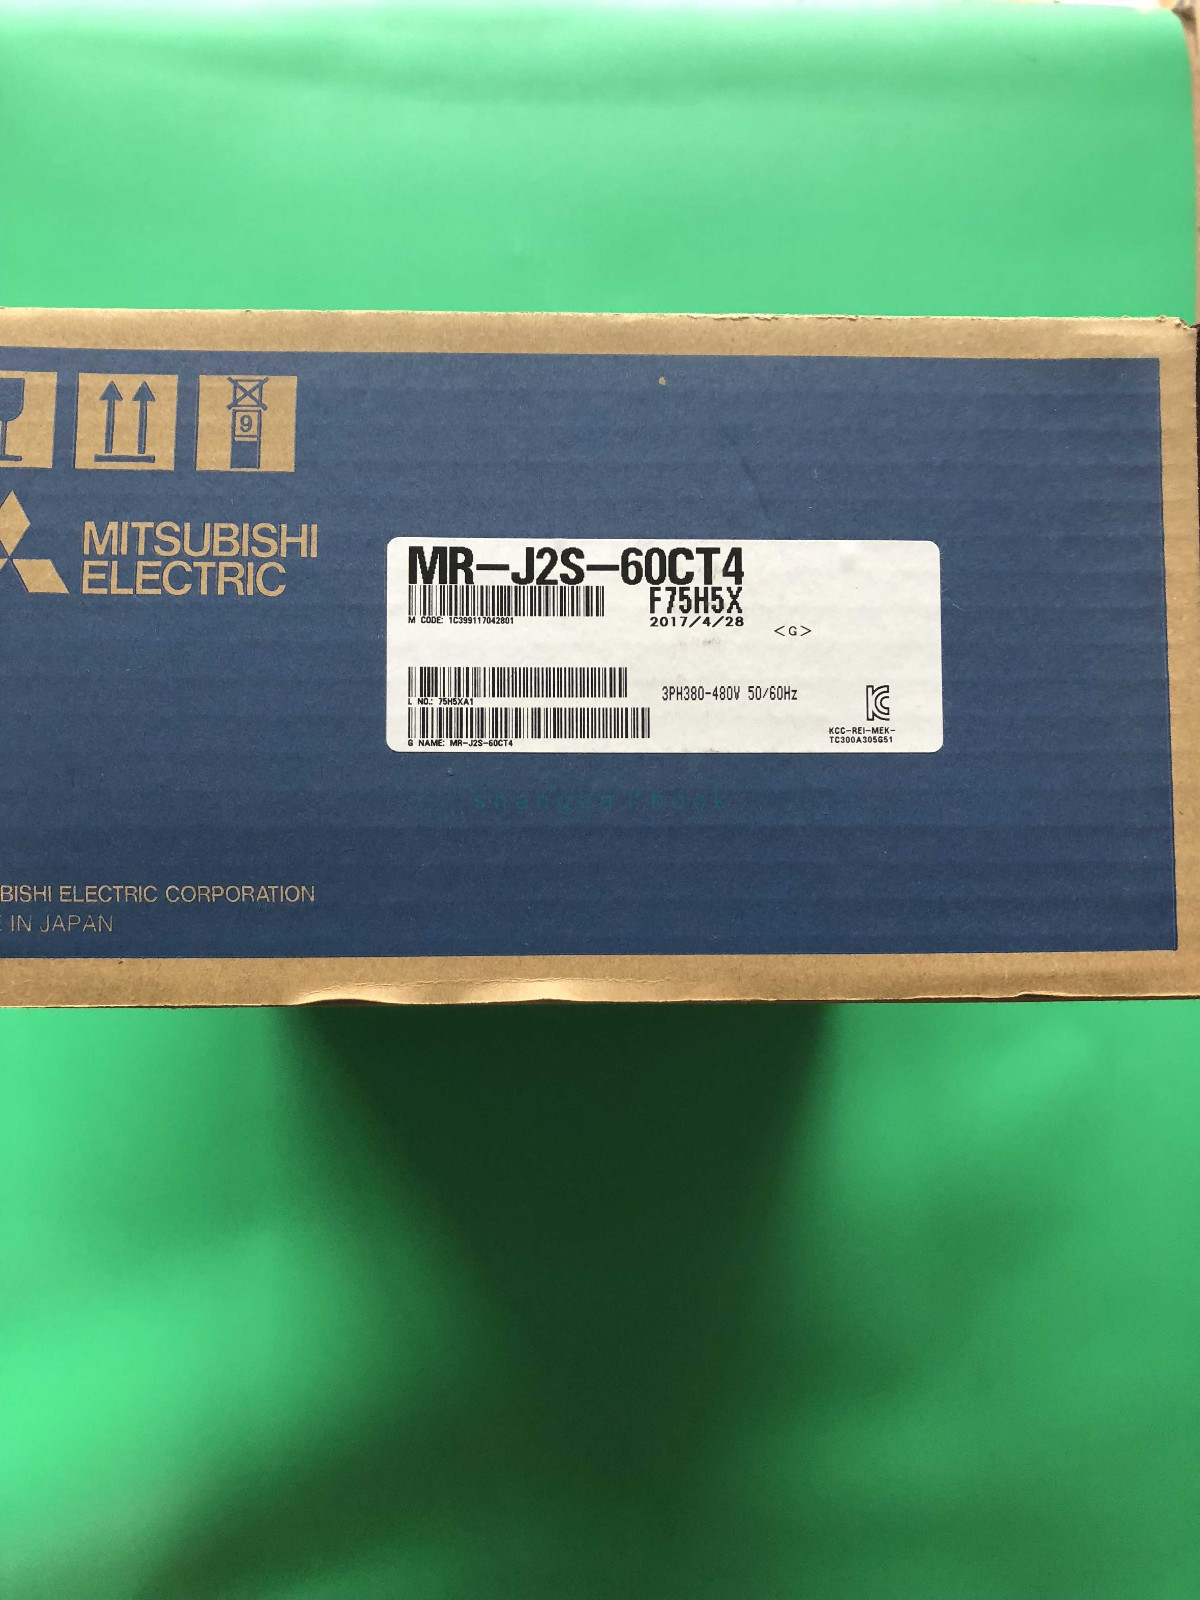 9
MITSUBISHI
ELECTRIC
MR-J2S-60CT4
F75H5X
M CODE: 1C399117042801
2017/4/28
<G>
L NO.: 75H5XA1
3PH380-480V 50/60Hz
G NAME: MR-J2S-60CT4
KCC-REI-MEK-
TC300A305G51
BISHI ELECTRIC CORPORATION
E IN JAPAN